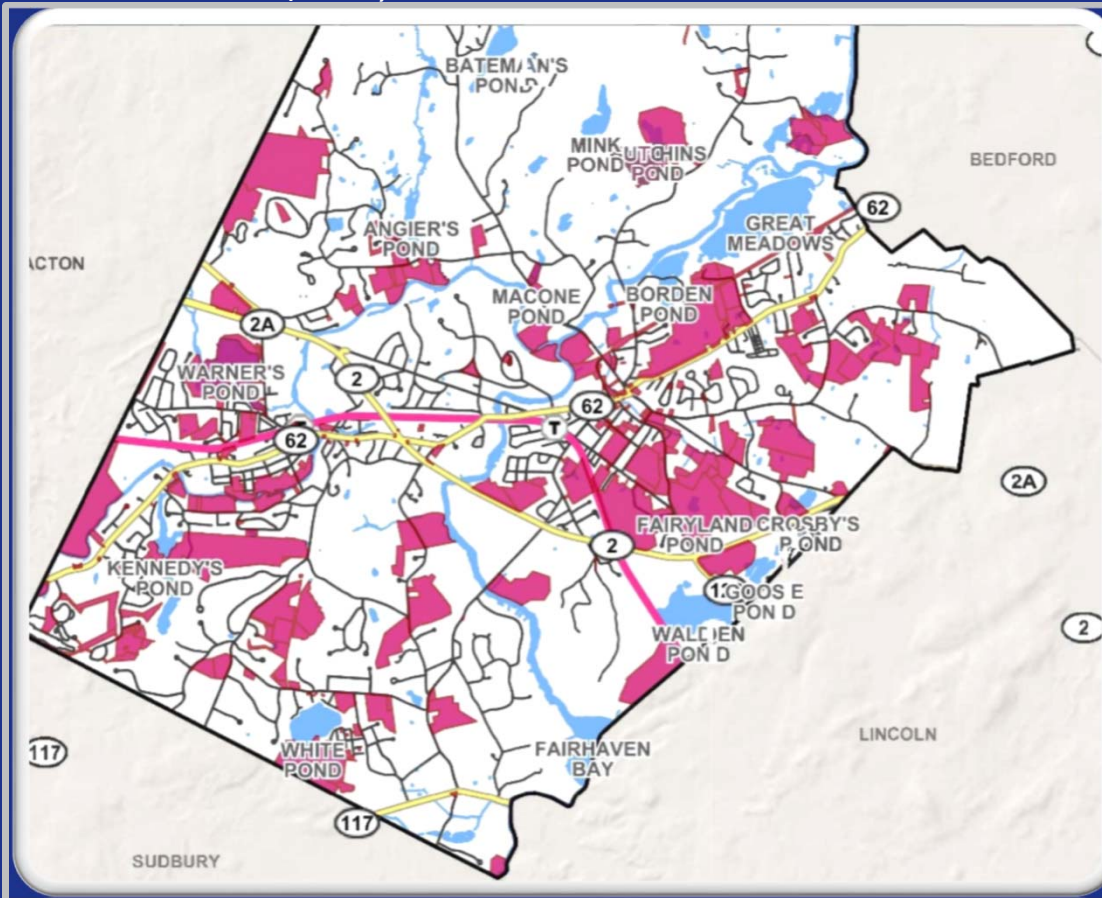 BATEMAN'S
POND
MINK
POND
HUTCHINS
POND
BEDFORD
62
GREAT
MEADOWS
ANGIER'S
POND
ACTON
MACONE
POND
BORDEN
POND
2A
WARNER'S
POND
2
62
T
62
2A
FAIRYLAND
POND
CROSBY'S
POND
2
KENNEDY'S
POND
GOOSE
POND
2
WALDEN
POND
LINCOLN
117
WHITE
POND
FAIRHAVEN
BAY
117
SUDBURY